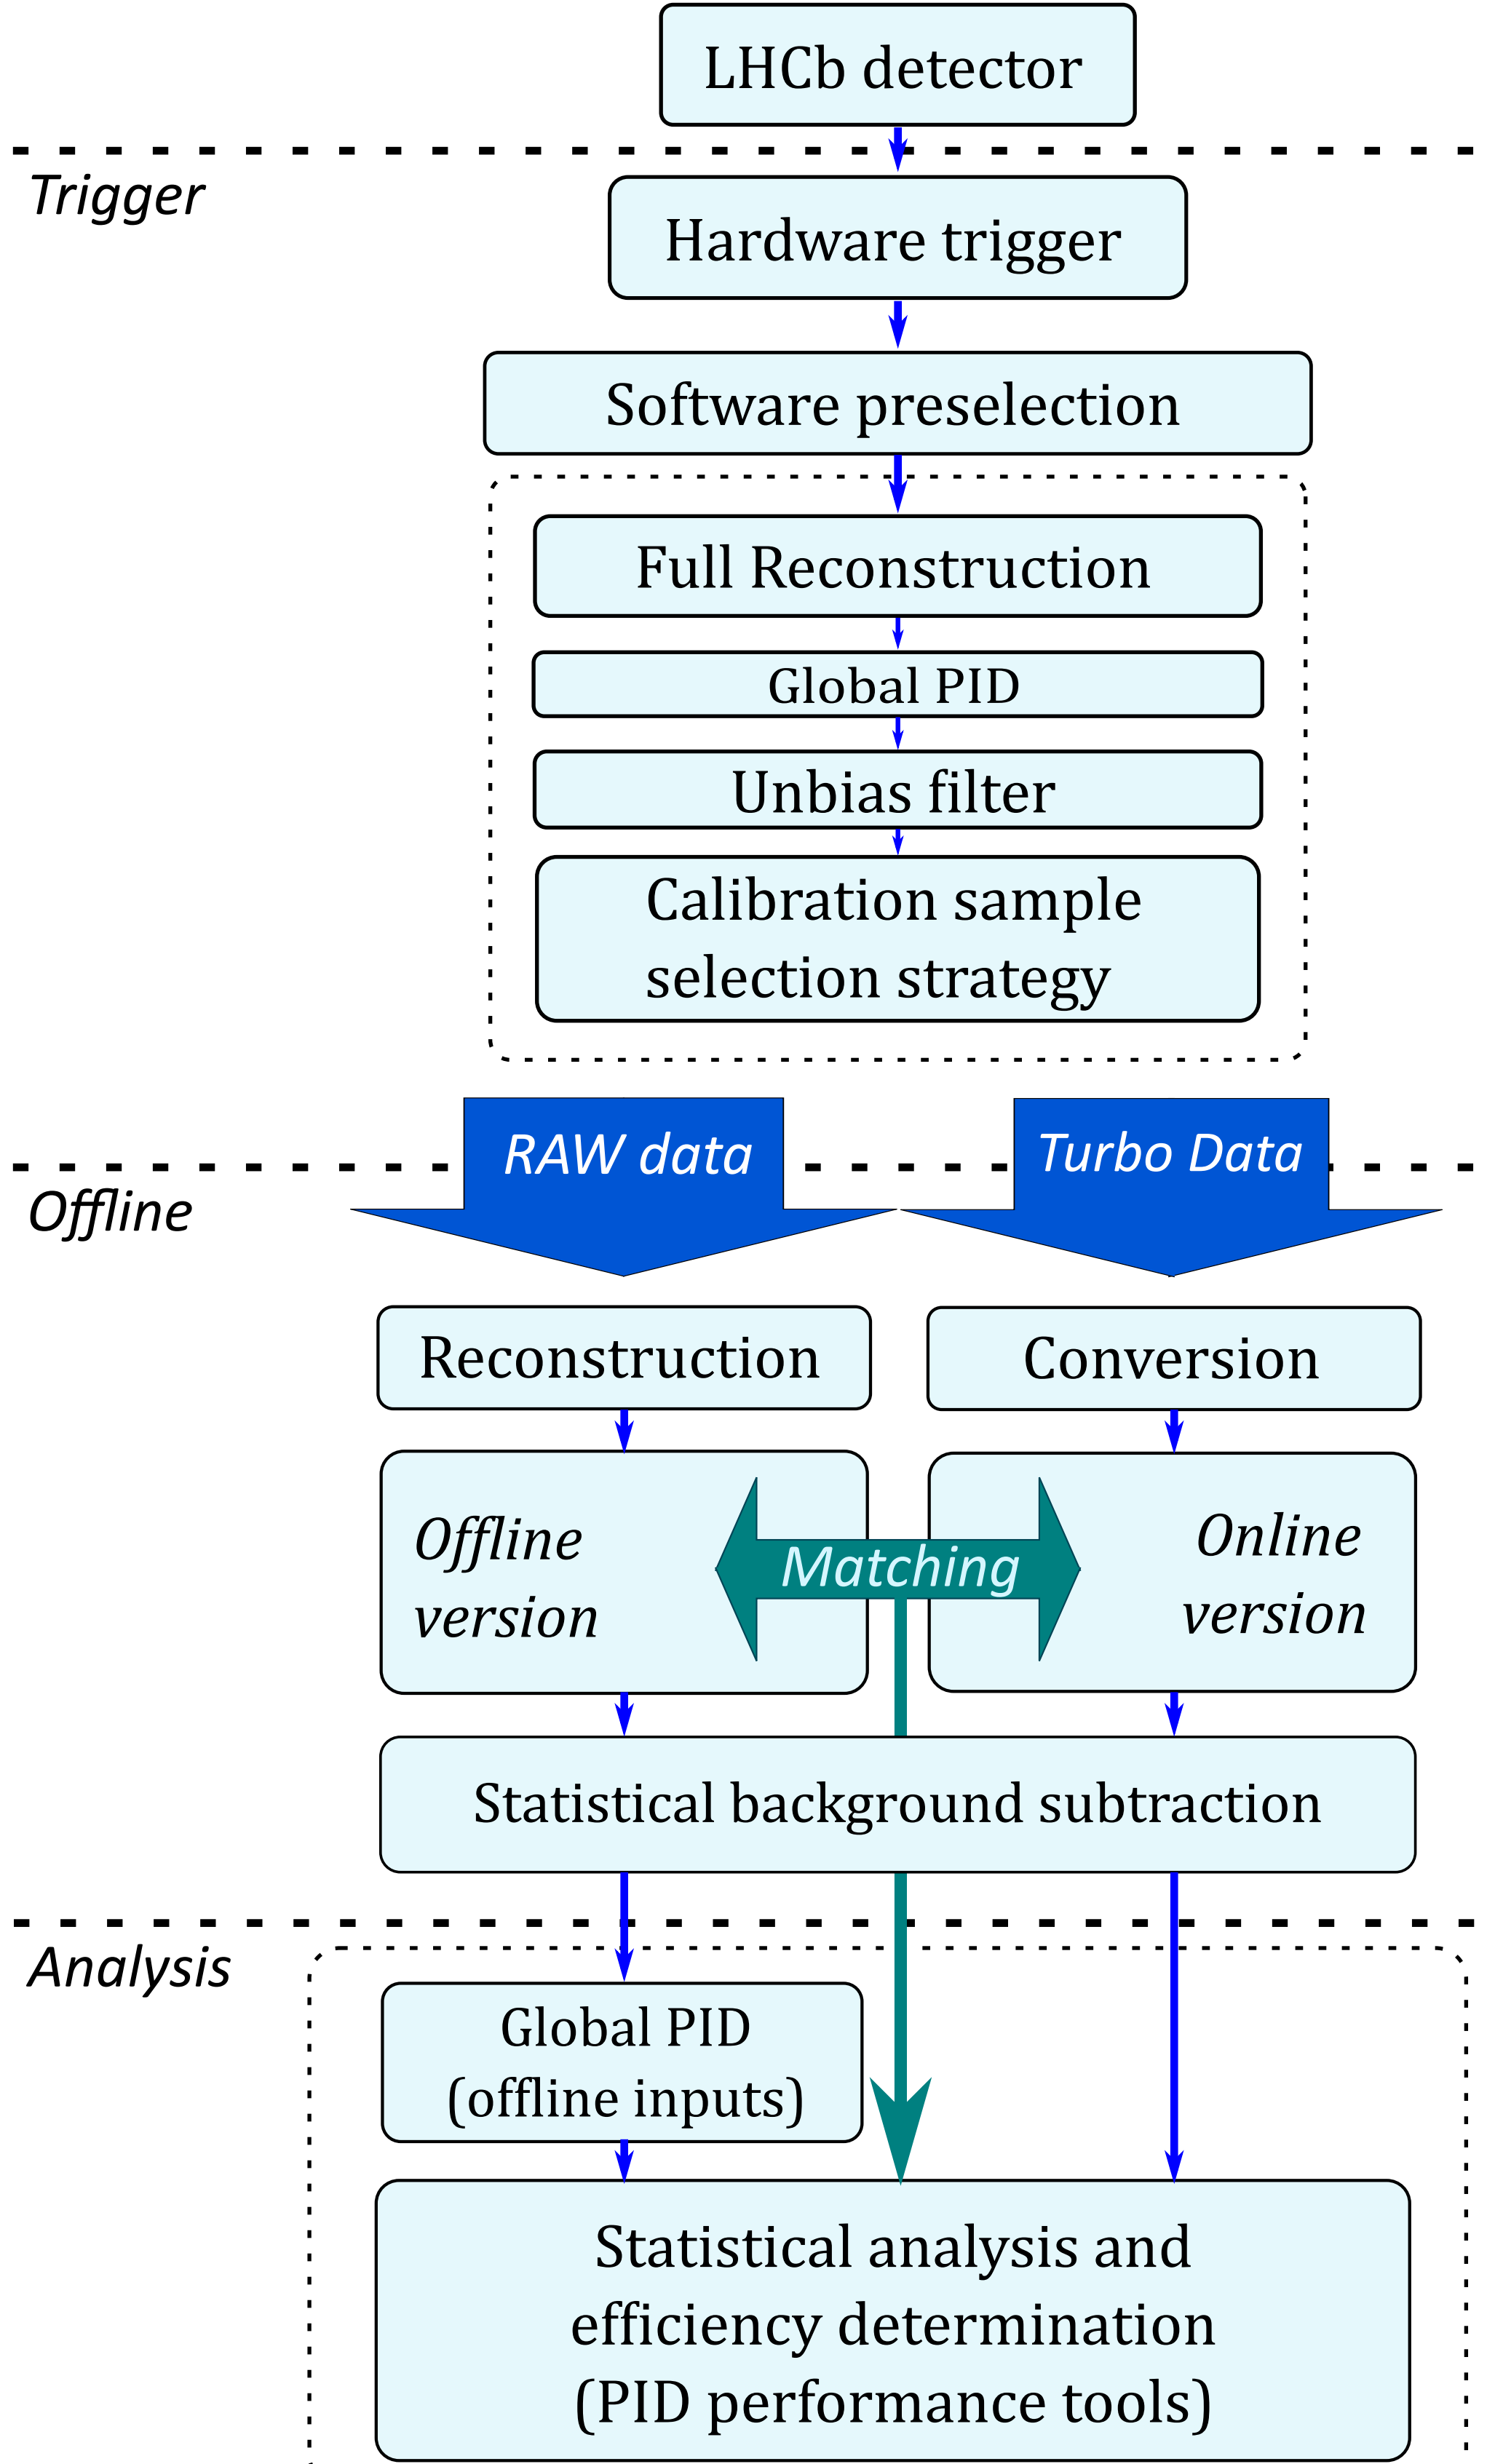 LHCb detector
Trigger
Hardware trigger
Software preselection
Full Reconstruction
Global PID
Unbias filter
Calibration sample
selection strategy
RAW data
Turbo Data
Offline
Reconstruction
Conversion
Offline
version
Matching
Online
version
Statistical background subtraction
Analysis
Global PID
(offline inputs)
Statistical analysis and
efficiency determination
(PID performance tools)